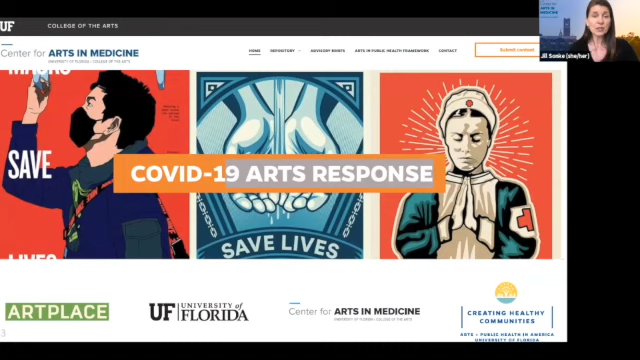 UF
COLLEGE OF THE ARTS
Center for ARTS IN MEDICINE
UNIVERSITY OF FLORIDA · COLLEGE OF THE ARTS
HOME REPOSITORY ADVISORY BRIEFS ARTS IN PUBLIC HEALTH FRAMEWORK CONTACT Submit content
Jill Sonke (she/her)
SAVE
LIVES
COVID-19 ARTS RESPONSE
SAVE LIVES
ARTPLACE
UF UNIVERSITY of
FLORIDA
Center for ARTS IN MEDICINE
UNIVERSITY OF FLORIDA · COLLEGE OF THE ARTS
CREATING HEALTHY
COMMUNITIES
ARTS + PUBLIC HEALTH IN AMERICA
UNIVERSITY OF FLORIDA
3